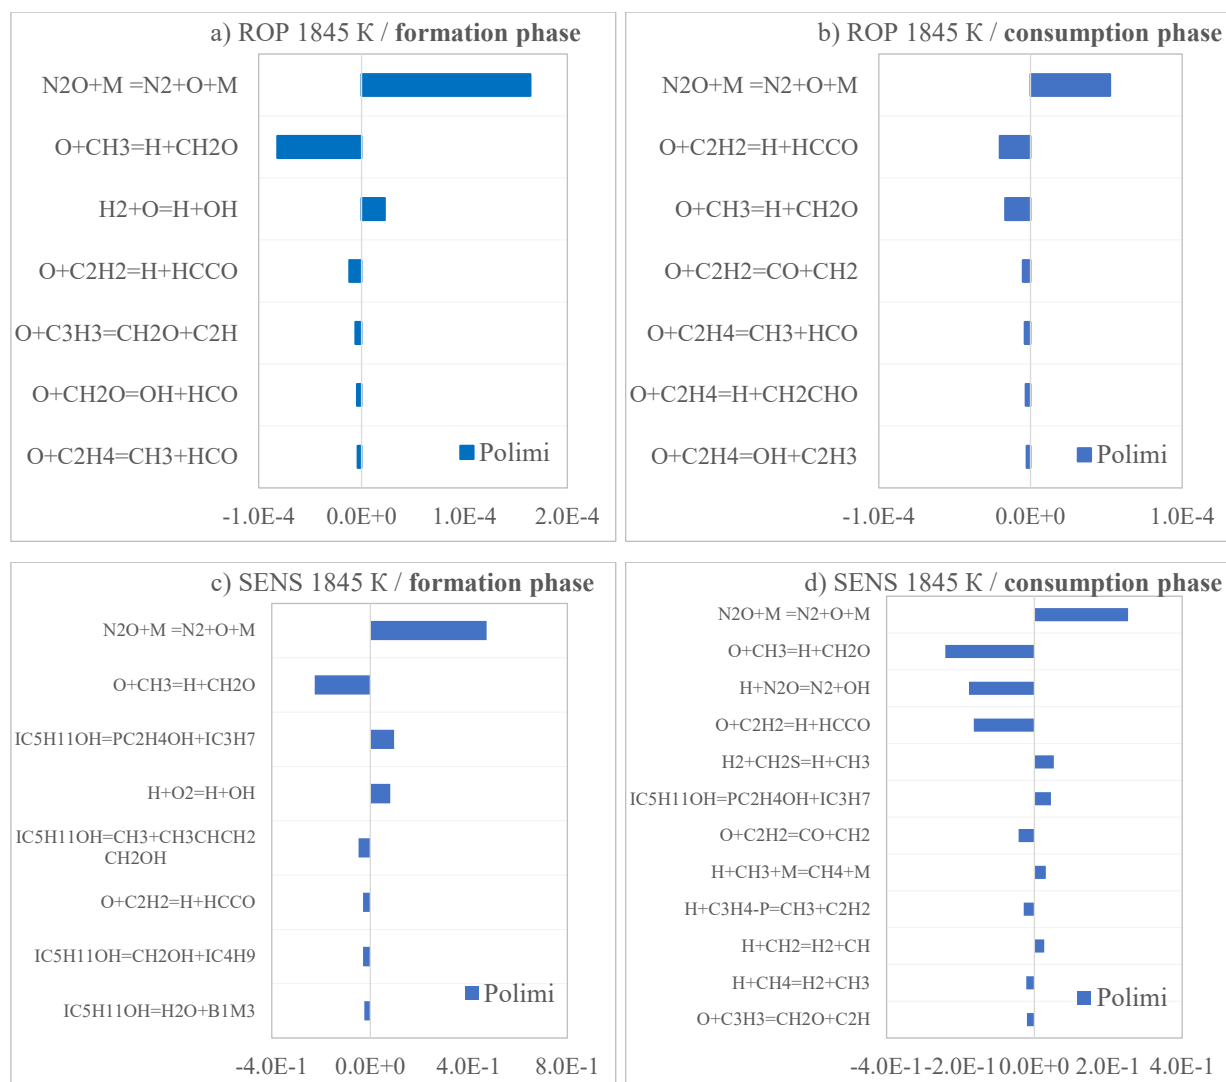 a) ROP 1845 K / formation phase
N2O+M =N2+O+M
O+CH3=H+CH2O
H2+O=H+OH
O+C2H2=H+HCCO
O+C3H3=CH2O+C2H
O+CH2O=OH+HCO
O+C2H4=CH3+HCO
Polimi
-1.0E-4 0.0E+0 1.0E-4 2.0E-4
b) ROP 1845 K / consumption phase
N2O+M =N2+O+M
O+C2H2=H+HCCO
O+CH3=H+CH2O
O+C2H2=CO+CH2
O+C2H4=CH3+HCO
O+C2H4=H+CH2CHO
O+C2H4=OH+C2H3
Polimi
-1.0E-4 0.0E+0 1.0E-4
c) SENS 1845 K / formation phase
N2O+M =N2+O+M
O+CH3=H+CH2O
IC5H11OH=PC2H4OH+IC3H7
H+O2=H+OH
IC5H11OH=CH3+CH3CHCH2
CH2OH
O+C2H2=H+HCCO
IC5H11OH=CH2OH+IC4H9
IC5H11OH=H2O+B1M3
Polimi
-4.0E-1 0.0E+0 4.0E-1 8.0E-1
d) SENS 1845 K / consumption phase
N2O+M =N2+O+M
O+CH3=H+CH2O
H+N2O=N2+OH
O+C2H2=H+HCCO
H2+CH2S=H+CH3
IC5H11OH=PC2H4OH+IC3H7
O+C2H2=CO+CH2
H+CH3+M=CH4+M
H+C3H4-P=CH3+C2H2
H+CH2=H2+CH
H+CH4=H2+CH3
O+C3H3=CH2O+C2H
Polimi
-4.0E-1 -2.0E-1 0.0E+0 2.0E-1 4.0E-1